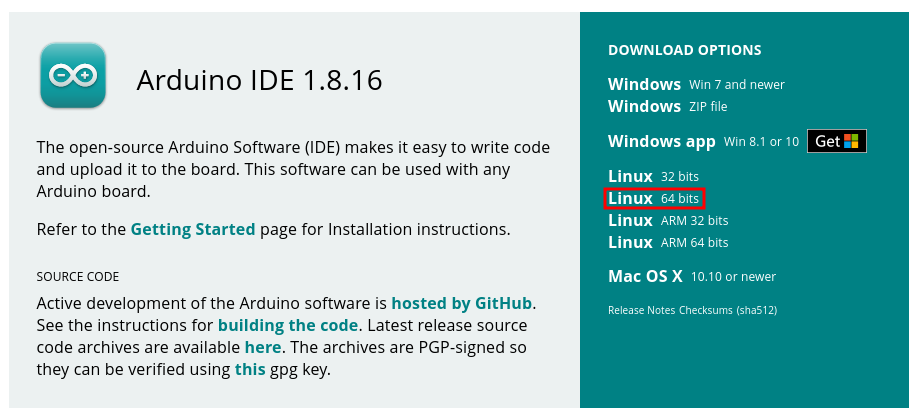 Arduino IDE 1.8.16
The open-source Arduino Software (IDE) makes it easy to write code
and upload it to the board. This software can be used with any
Arduino board.
Refer to the Getting Started page for Installation instructions.
SOURCE CODE
Active development of the Arduino software is hosted by GitHub.
See the instructions for building the code. Latest release source
code archives are available here. The archives are PGP-signed so
they can be verified using this gpg key.
DOWNLOAD OPTIONS
Windows Win 7 and newer
Windows ZIP file
Windows app Win 8.1 or 10 Get
Linux 32 bits
Linux 64 bits
Linux ARM 32 bits
Linux ARM 64 bits
Mac OS X 10.10 or newer
Release Notes Checksums (sha512)